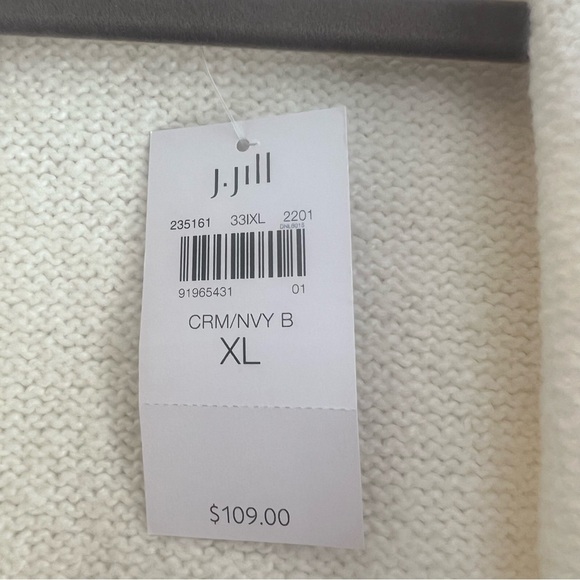 J.Jill
235161 33IXL 2201
91965431 01
CRM/NVY B
XL
$109.00